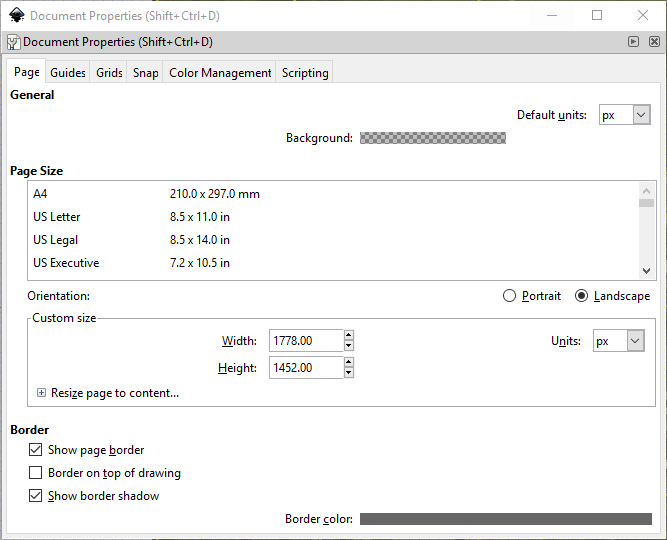 Document Properties (Shift+Ctrl+D)
Document Properties (Shift+Ctrl+D)
Page Guides Grids Snap Color Management Scripting
General
Default units: px
Background:
Page Size
A4 210.0 x 297.0 mm
US Letter 8.5 x 11.0 in
US Legal 8.5 x 14.0 in
US Executive 7.2 x 10.5 in
Orientation: Portrait Landscape
Custom size
Width: 1778.00 Units: px
Height: 1452.00
Resize page to content...
Border
Show page border
Border on top of drawing
Show border shadow
Border color: